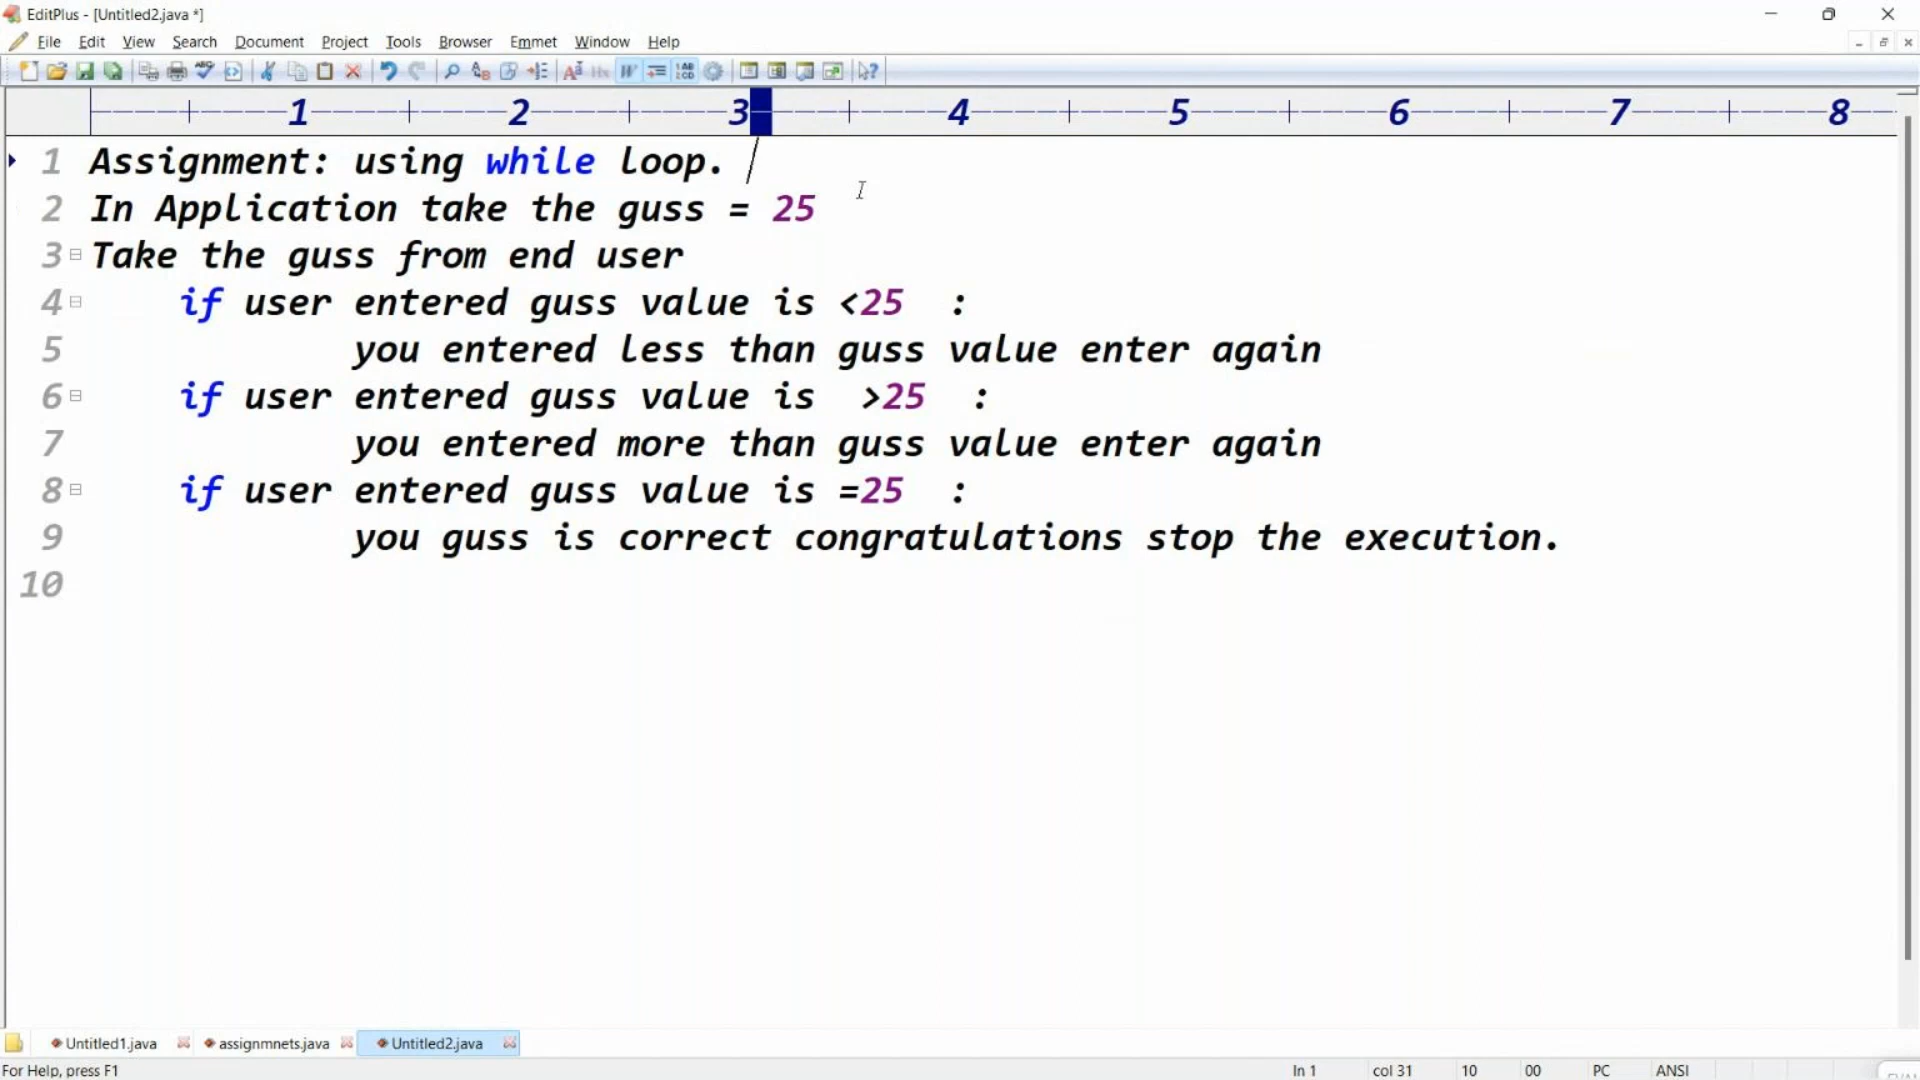 EditPlus - [Untitled2.java *]
File Edit View Search Document Project Tools Browser Emmet Window Help
1 2 3 4 5 6 7 8
1 Assignment: using while loop.
2 In Application take the guss = 25
3 Take the guss from end user
4 if user entered guss value is <25 :
5 you entered less than guss value enter again
6 if user entered guss value is >25 :
7 you entered more than guss value enter again
8 if user entered guss value is =25 :
9 you guss is correct congratulations stop the execution.
10
Untitled1.java assignmnets.java Untitled2.java
For Help, press F1 ln 1 col 31 10 00 PC ANSI